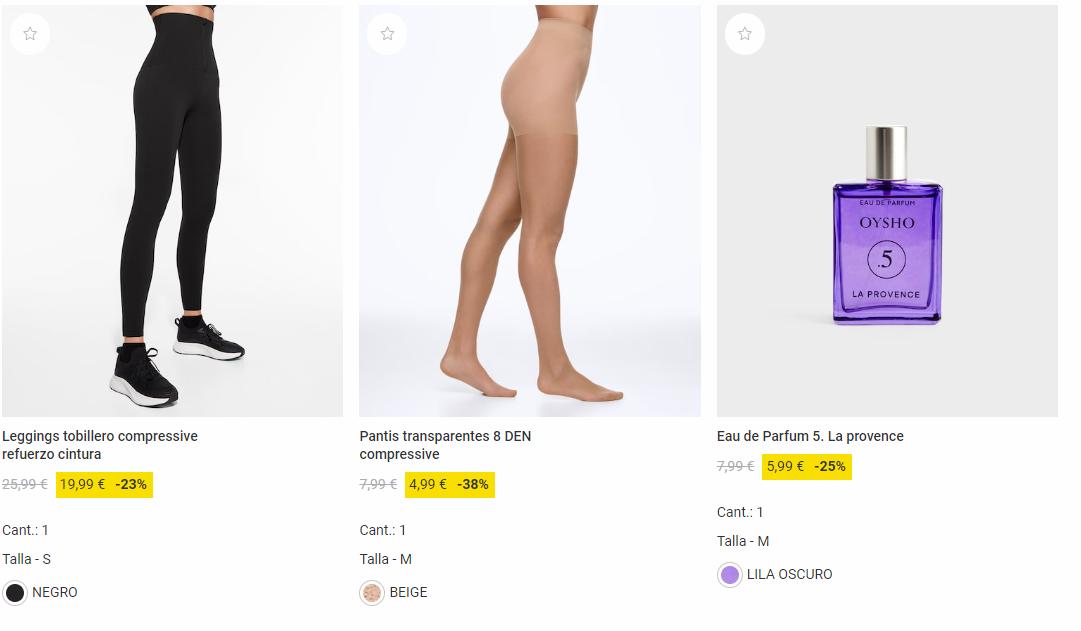 EAU DE PARFUM
OYSHO
.5
LA PROVENCE
Leggings tobillero compressive
refuerzo cintura
25,99 € 19,99 € -23%
Cant.: 1
Talla - S
NEGRO
Pantis transparentes 8 DEN
compressive
7,99 € 4,99 € -38%
Cant.: 1
Talla - M
BEIGE
Eau de Parfum 5. La provence
7,99 € 5,99 € -25%
Cant.: 1
Talla - M
LILA OSCURO